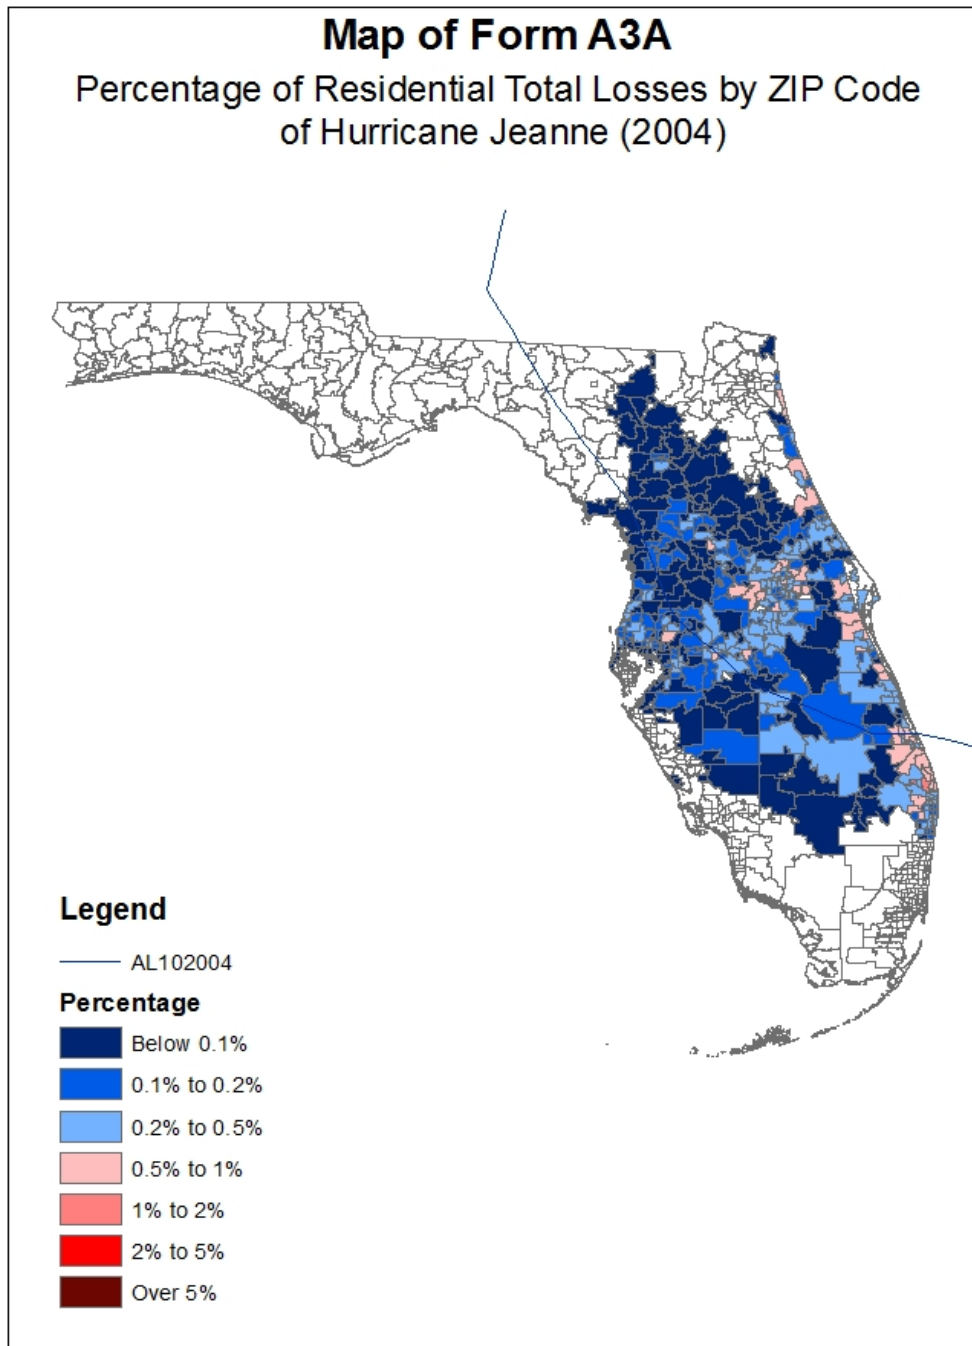 Map of Form A3A
Percentage of Residential Total Losses by ZIP Code
of Hurricane Jeanne (2004)
Legend
AL102004
Percentage
Below 0.1%
0.1% to 0.2%
0.2% to 0.5%
0.5% to 1%
1% to 2%
2% to 5%
Over 5%